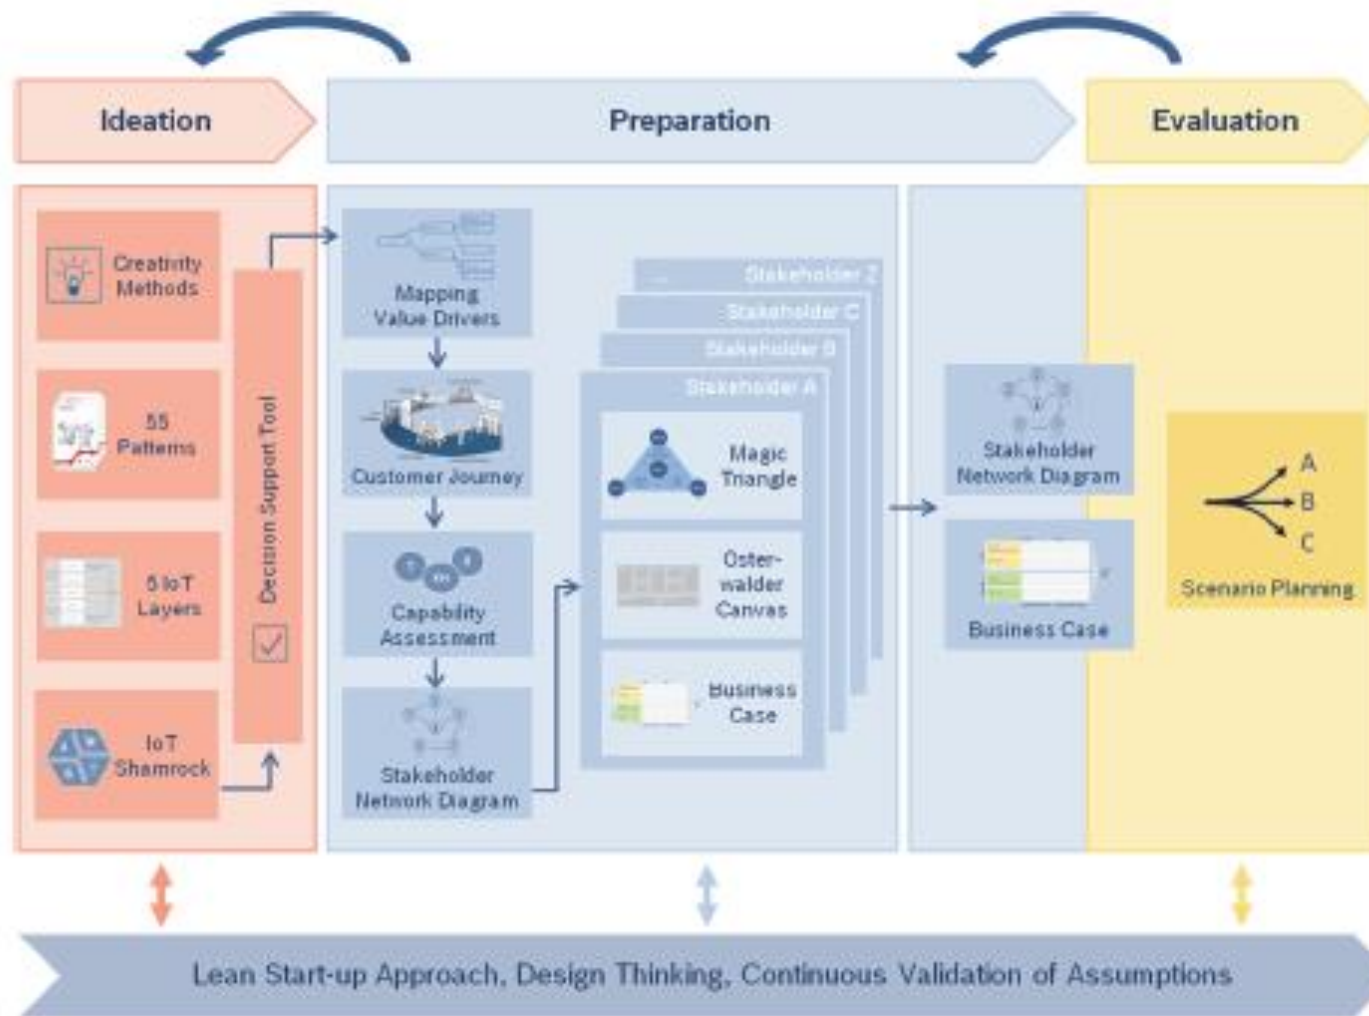 Ideation
Preparation
Evaluation
Creativity
Methods
55
Patterns
5 IoT
Layers
IoT
Shamrock
Decision Support Tool
Mapping
Value Drivers
Customer Journey
Capability
Assessment
Stakeholder
Network Diagram
...
Stakeholder Z
Stakeholder C
Stakeholder B
Stakeholder A
Magic
Triangle
Oster-
walder
Canvas
Business
Case
Stakeholder
Network Diagram
Business Case
A
B
C
Scenario Planning
Lean Start-up Approach, Design Thinking, Continuous Validation of Assumptions